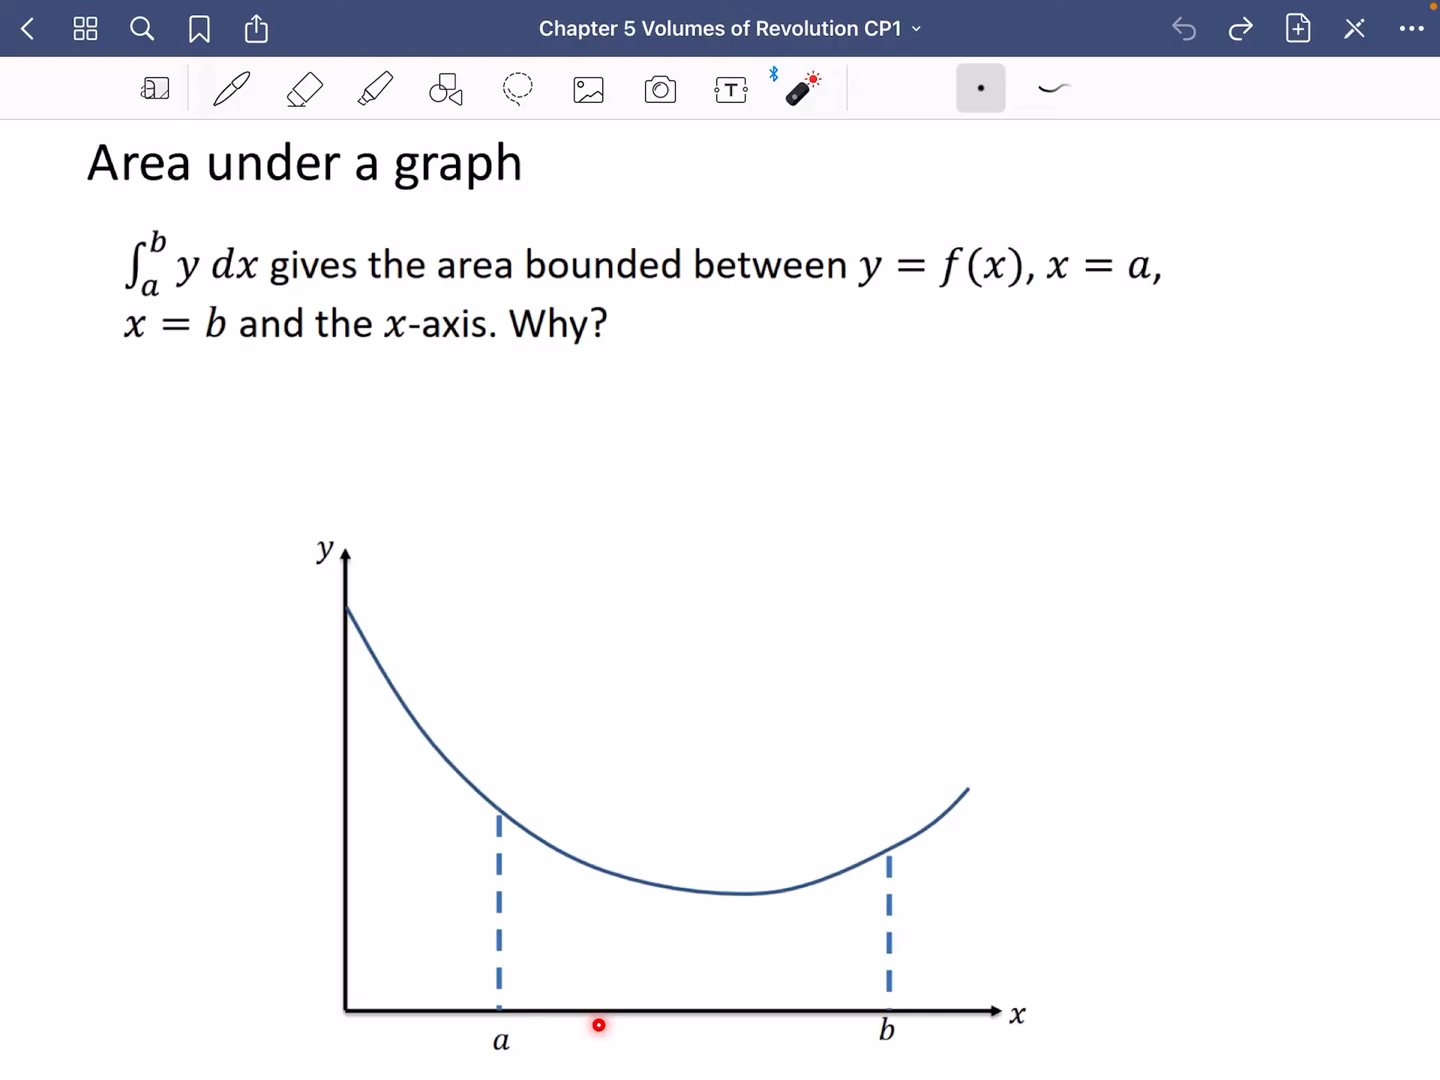 Chapter 5 Volumes of Revolution CP1
T
Area under a graph
∫_a^b y dx gives the area bounded between y = f(x), x = a,
x = b and the x-axis. Why?
y
x
a
b